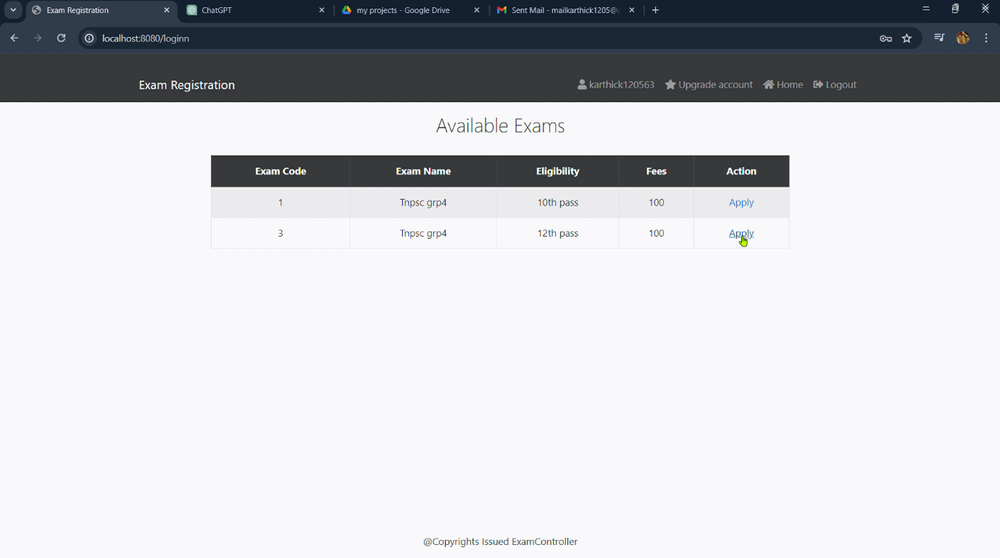 Exam Registration
ChatGPT
my projects - Google Drive
Sent Mail - mailkarthick1205@
localhost:8080/loginn
Exam Registration
karthick120563 Upgrade account Home Logout
Available Exams
Exam Code Exam Name Eligibility Fees Action
1 Tnpsc grp4 10th pass 100 Apply
3 Tnpsc grp4 12th pass 100 Apply
@Copyrights Issued ExamController